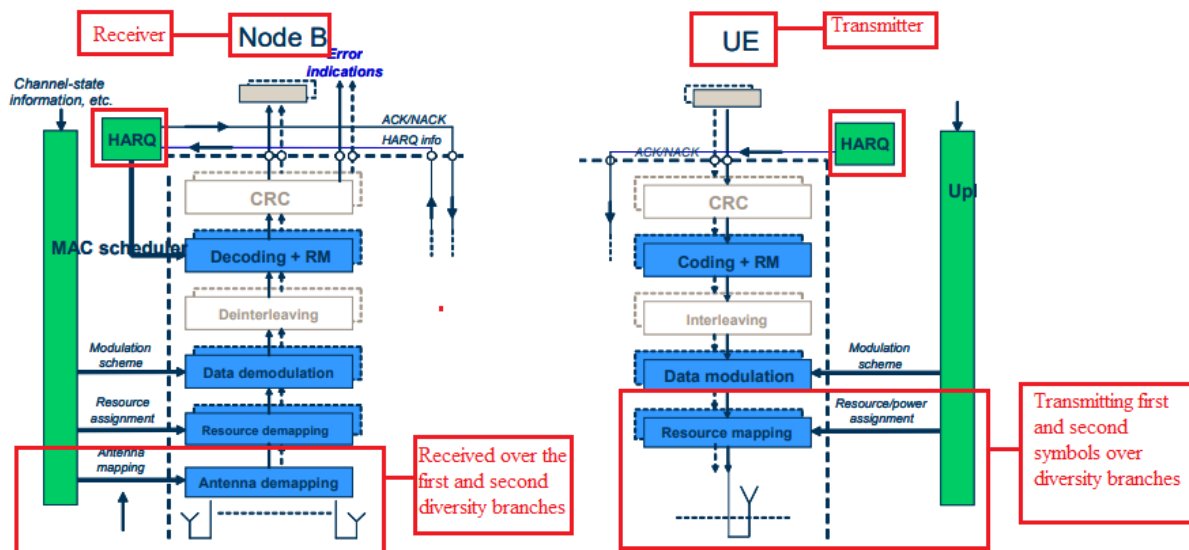 Receiver
Node B
UE
Transmitter
Error
indications
Channel-state
information, etc.
HARQ
ACK/NACK
HARQ info
ACK/NACK
HARQ
CRC
CRC
Upl
MAC scheduler
Decoding + RM
Coding + RM
Deinterleaving
Interleaving
Modulation
scheme
Data demodulation
Data modulation
Modulation
scheme
Resource
assignment
Resource demapping
Resource mapping
Resource/power
assignment
Transmitting first
and second
symbols over
diversity branches
Antenna
mapping
Antenna demapping
Received over the
first and second
diversity branches